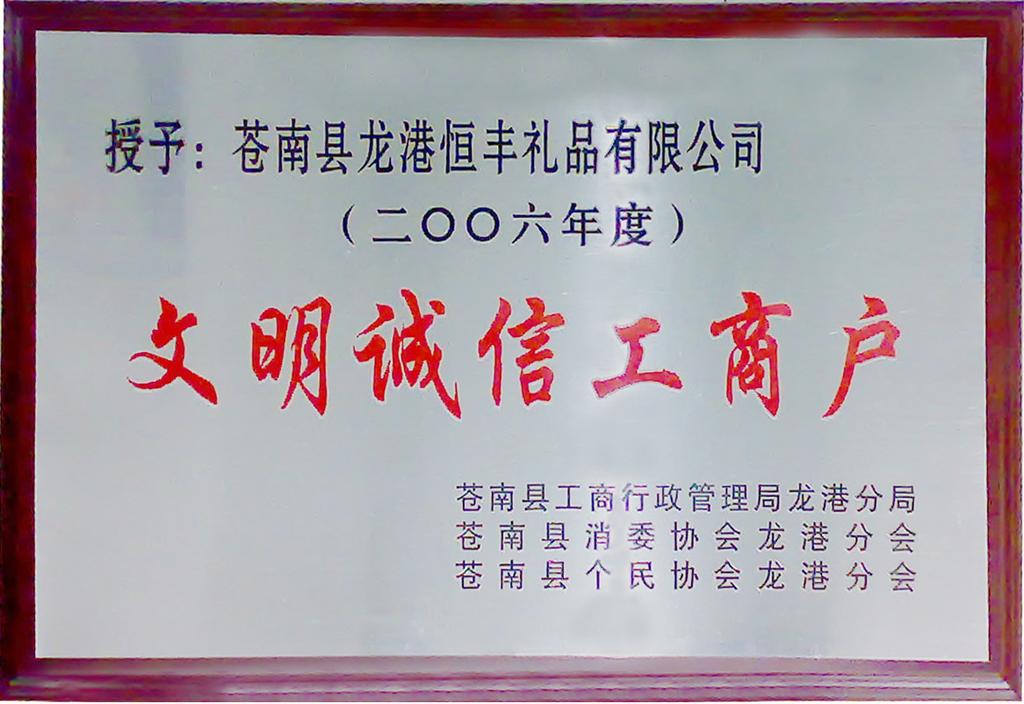 授予：苍南县龙港恒丰礼品有限公司
（二〇〇六年度）
文明诚信工商户
苍南县工商行政管理局龙港分局
苍南县消委协会龙港分会
苍南县个民协会龙港分会